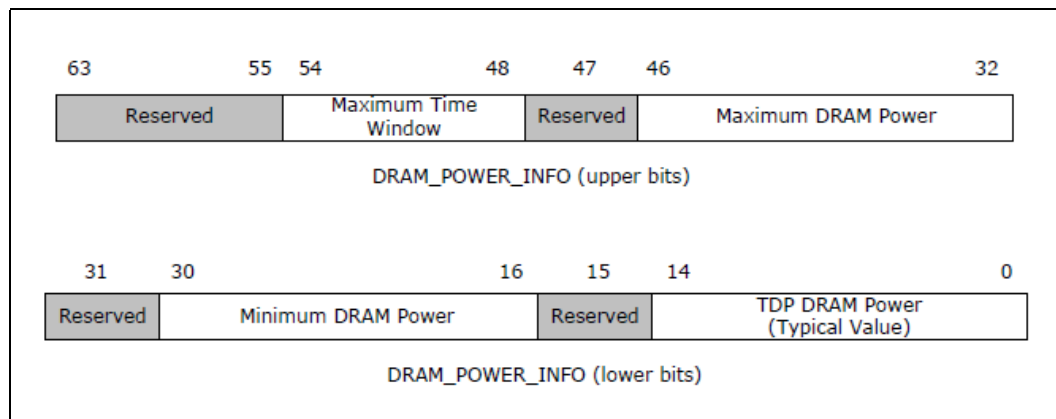 63 55 54 48 47 46 32
Reserved Maximum Time Window Reserved Maximum DRAM Power
DRAM_POWER_INFO (upper bits)
31 30 16 15 14 0
Reserved Minimum DRAM Power Reserved TDP DRAM Power (Typical Value)
DRAM_POWER_INFO (lower bits)